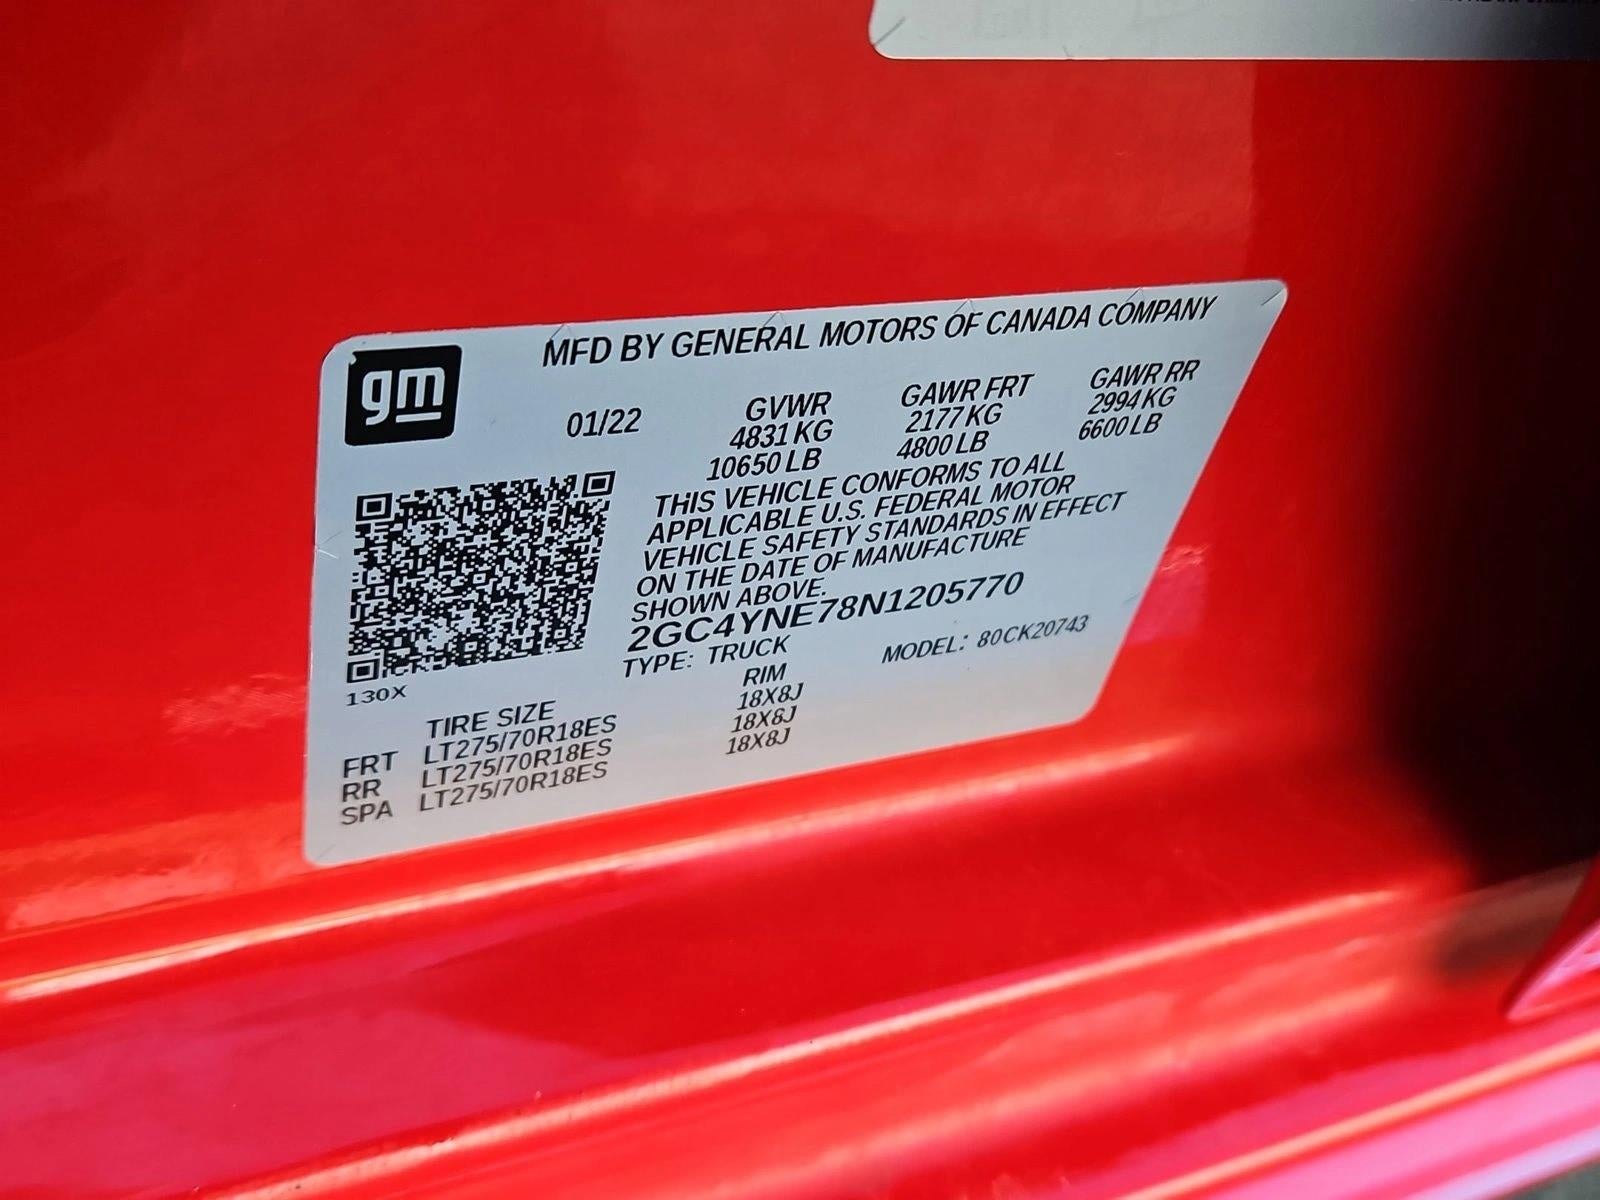 MFD BY GENERAL MOTORS OF CANADA COMPANY
gm
01/22
GVWR GAWR FRT GAWR RR
4831 KG 2177 KG 2994 KG
10650 LB 4800 LB 6600 LB
THIS VEHICLE CONFORMS TO ALL
APPLICABLE U.S. FEDERAL MOTOR
VEHICLE SAFETY STANDARDS IN EFFECT
ON THE DATE OF MANUFACTURE
SHOWN ABOVE.
2GC4YNE78N1205770
TYPE: TRUCK MODEL: 80CK20743
130X
TIRE SIZE RIM
FRT LT275/70R18ES 18X8J
RR LT275/70R18ES 18X8J
SPA LT275/70R18ES 18X8J